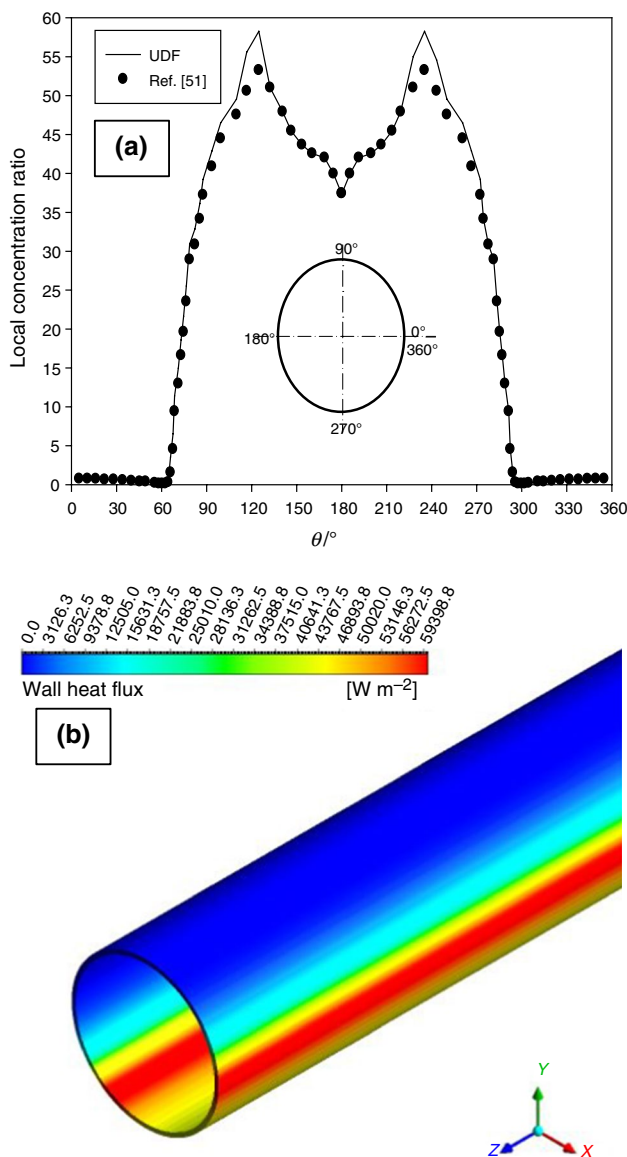 60
55
50
45
40
35
30
25
20
15
10
5
0
Local concentration ratio
UDF
Ref. [51]
(a)
90°
180°
0°
360°
270°
0 30 60 90 120 150 180 210 240 270 300 330 360
θ/°
0.0 3126.3 6252.5 9378.8 12505.0 15631.3 18757.5 21883.8 25010.0 28136.3 31262.5 34388.8 37515.0 40641.3 43767.5 46893.8 50020.0 53146.3 56272.5 59398.8
Wall heat flux [W m–2]
(b)
Y
Z
X